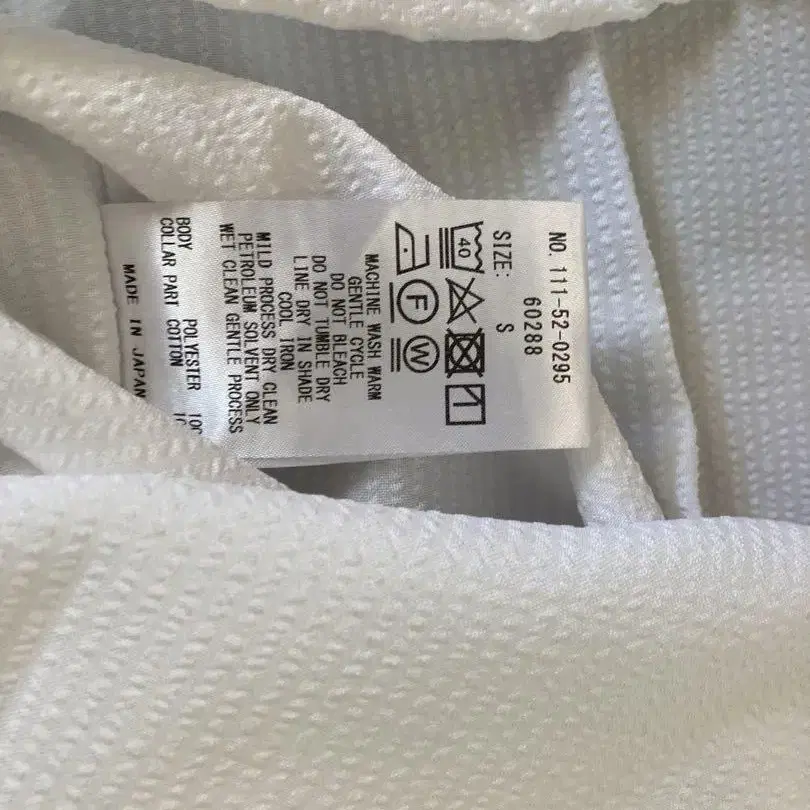 NO. 111-52-0295
60288
SIZE: S
40
F
W
MACHINE WASH WARM
GENTLE CYCLE
DO NOT BLEACH
DO NOT TUMBLE DRY
LINE DRY IN SHADE
COOL IRON
MILD PROCESS DRY CLEAN
PETROLEUM SOLVENT ONLY
WET CLEAN GENTLE PROCESS
BODY POLYESTER
COLLAR PART COTTON
MADE IN JAPAN